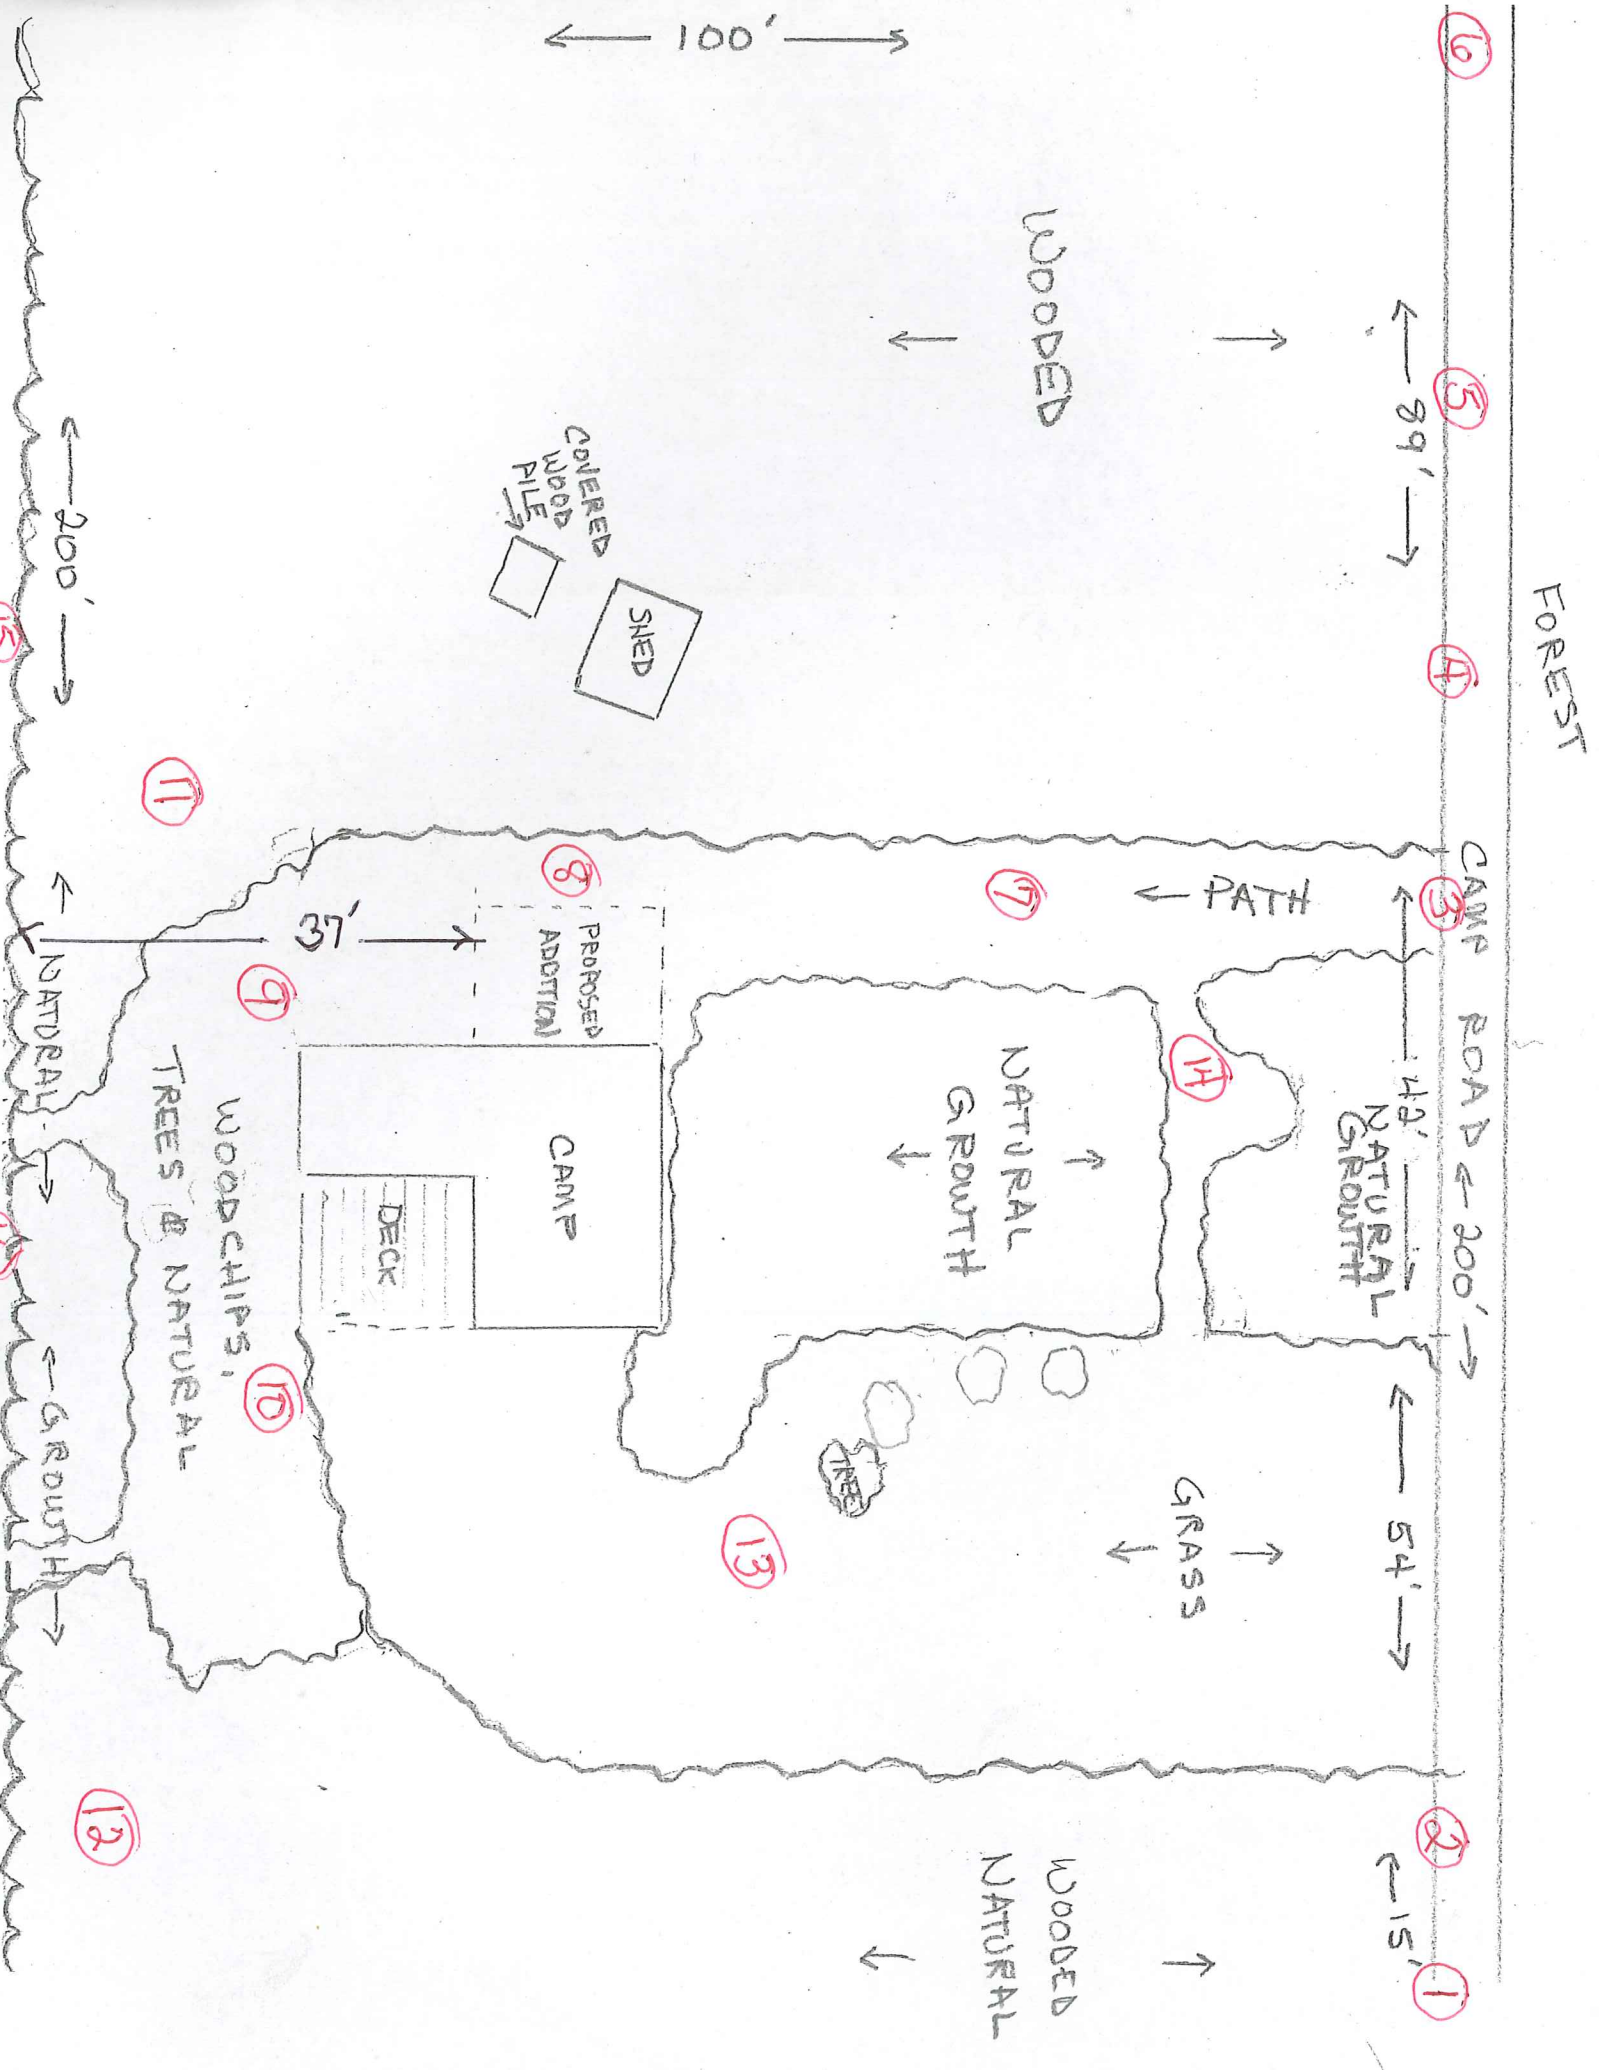 FOREST
CAMP ROAD ← 200' →
6
5
4
3
2
1
← 89' →
← 42' →
← 54' →
← 15'
NATURAL
GROWTH
PATH
GRASS
14
WOODED
WOODED
NATURAL
7
NATURAL
GROWTH
TREE
13
100'
SHED
COVERED
WOOD
PILE
8
PROPOSED
ADDITION
CAMP
DECK
37'
9
10
WOODCHIPS,
TREES & NATURAL
11
12
← 200' →
← NATURAL →
← GROWTH →
15